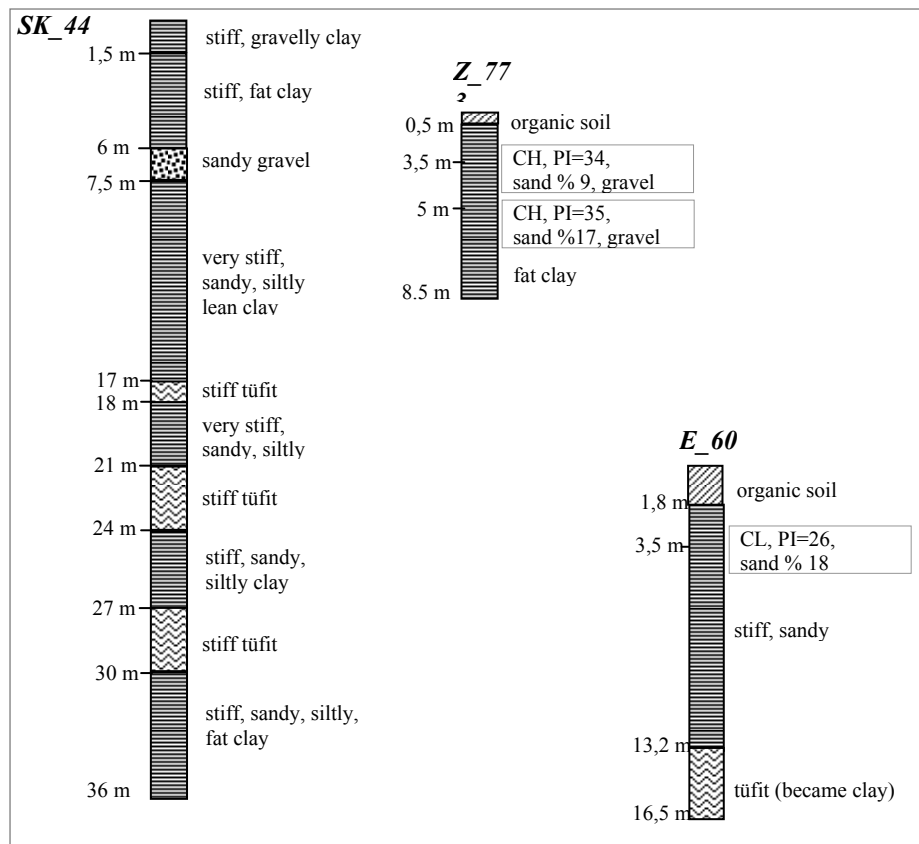 SK_44
stiff, gravelly clay
1,5 m
stiff, fat clay
6 m
sandy gravel
7,5 m
very stiff,
sandy, siltly
lean clay
17 m
stiff tüfit
18 m
very stiff,
sandy, siltly
21 m
stiff tüfit
24 m
stiff, sandy,
siltly clay
27 m
stiff tüfit
30 m
stiff, sandy, siltly,
fat clay
36 m
Z_77
organic soil
0,5 m
CH, PI=34,
3,5 m
sand % 9, gravel
CH, PI=35,
5 m
sand %17, gravel
fat clay
8.5 m
E_60
organic soil
1,8 m
CL, PI=26,
3,5 m
sand % 18
stiff, sandy
13,2 m
tüfit (became clay)
16,5 m